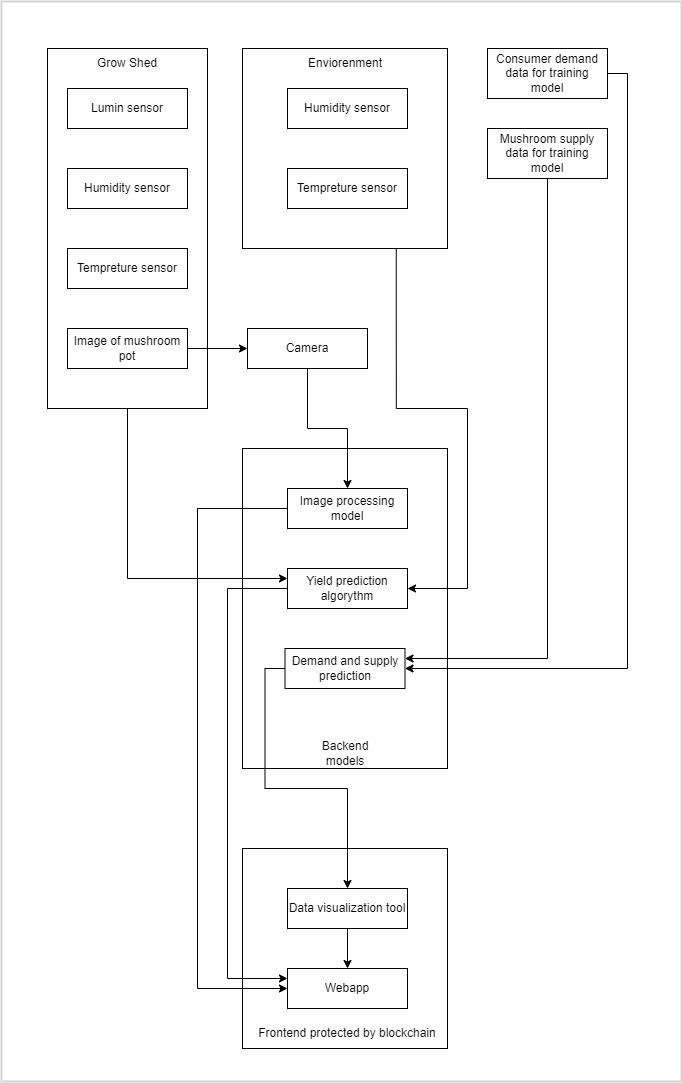 Grow Shed
Lumin sensor
Humidity sensor
Tempreture sensor
Image of mushroom
pot
Enviorenment
Humidity sensor
Tempreture sensor
Consumer demand
data for training
model
Mushroom supply
data for training
model
Camera
Image processing
model
Yield prediction
algorythm
Demand and supply
prediction
Backend
models
Data visualization tool
Webapp
Frontend protected by blockchain